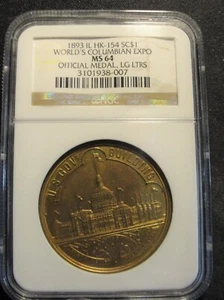 1893 IL HK-154 SC$1
WORLD'S COLUMBIAN EXPO
MS 64
OFFICIAL MEDAL, LG LTRS
3101938-007
NGC
U.S. GOV. BUILDING